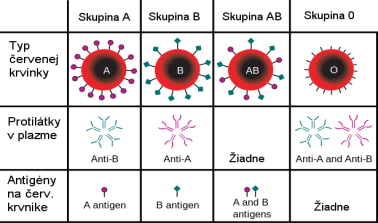 Skupina A
Skupina B
Skupina AB
Skupina 0
Typ
červenej
krvinky
A
B
AB
O
Protilátky
v plazme
Anti-B
Anti-A
Žiadne
Anti-A and Anti-B
Antigény
na červ.
krvnike
A antigen
B antigen
A and B
antigens
Žiadne